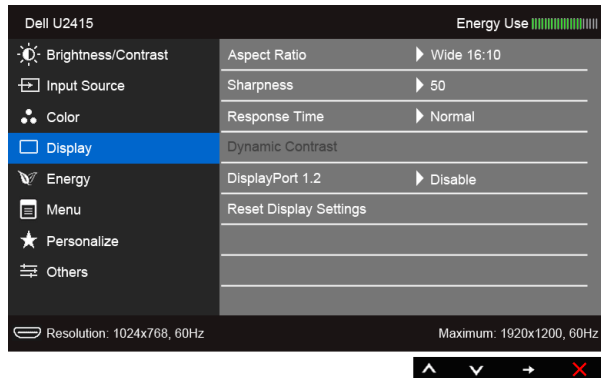 Dell U2415 Energy Use
Brightness/Contrast Aspect Ratio Wide 16:10
Input Source Sharpness 50
Color Response Time Normal
Display Dynamic Contrast
Energy DisplayPort 1.2 Disable
Menu Reset Display Settings
Personalize
Others
Resolution: 1024x768, 60Hz Maximum: 1920x1200, 60Hz